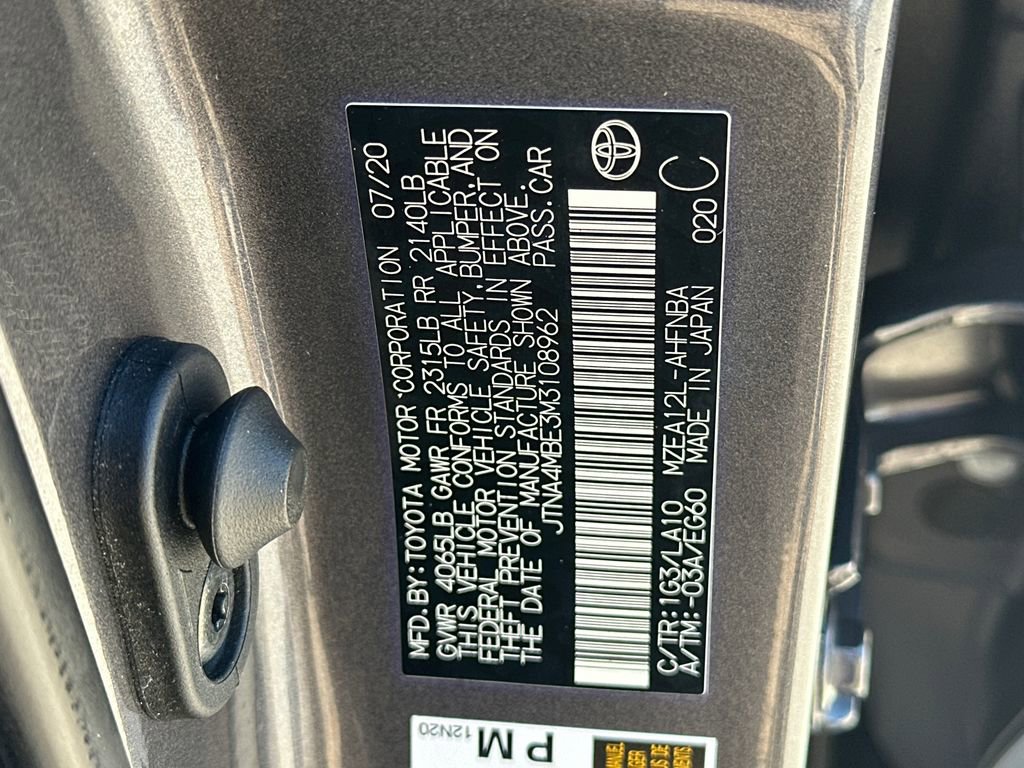 MFD. BY: TOYOTA MOTOR CORPORATION 07/20
GVWR 4065LB GAWR FR 2315LB RR 2140LB
THIS VEHICLE CONFORMS TO ALL APPLICABLE
FEDERAL MOTOR VEHICLE SAFETY, BUMPER, AND
THEFT PREVENTION STANDARDS IN EFFECT ON
THE DATE OF MANUFACTURE SHOWN ABOVE.
JTNA4MBE3M3108962 PASS. CAR
020 C
C/TR: 1G3/LA10 MZEA12L-AHFNBA
A/TM: -03A/EG60 MADE IN JAPAN
12N20
PM
MANUEL